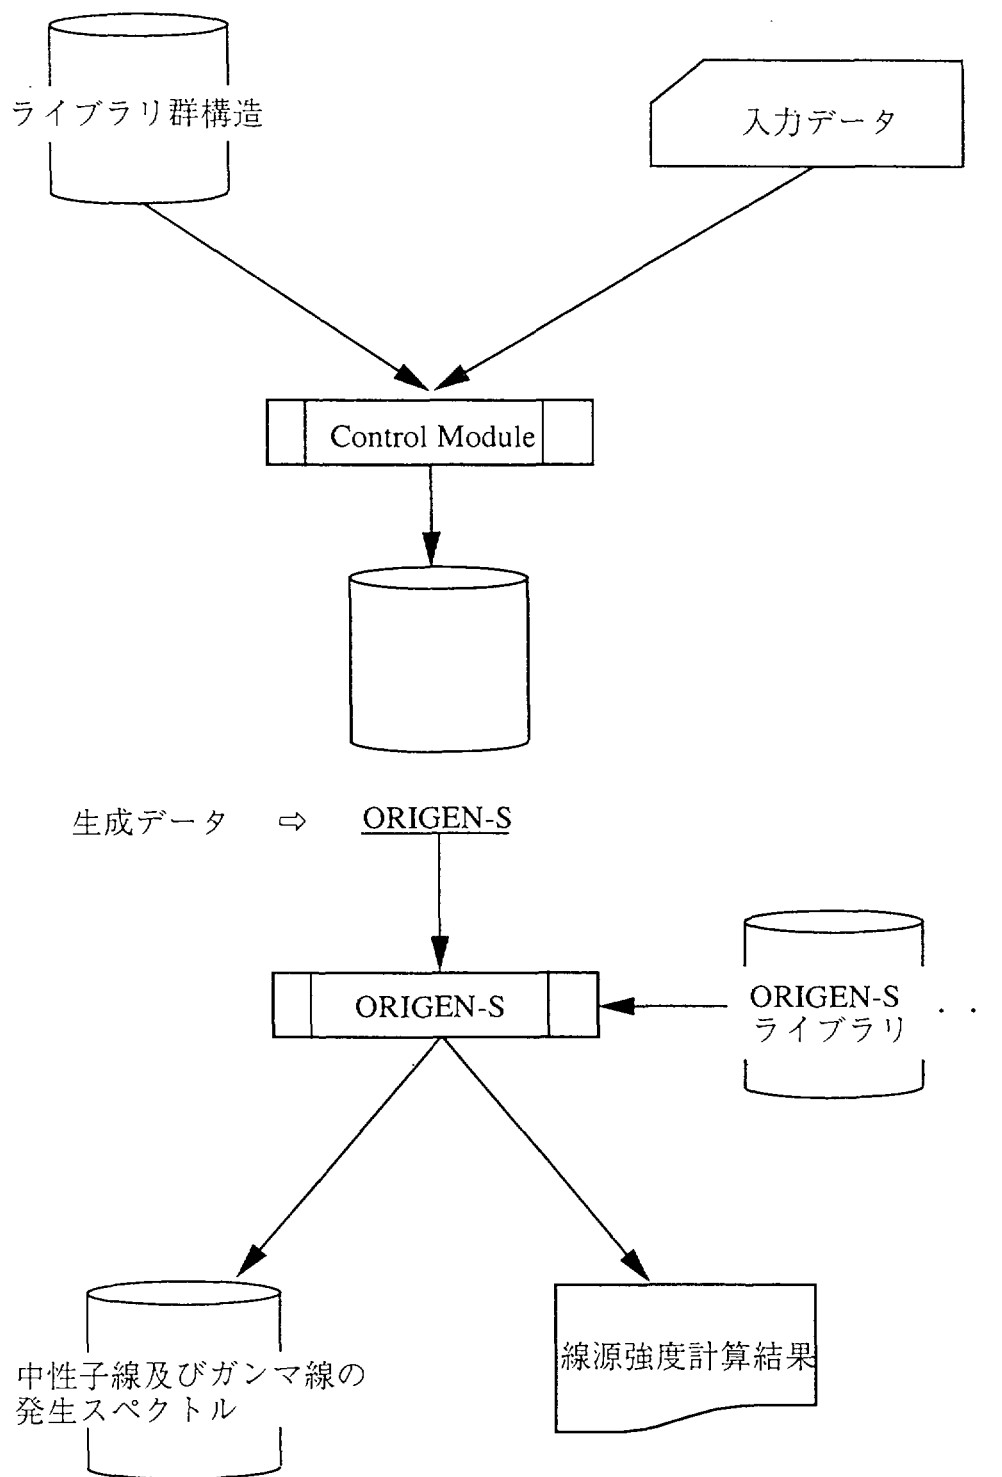 ライブラリ群構造
入力データ
Control Module
生成データ ⇨ ORIGEN-S
ORIGEN-S
ORIGEN-S
ライブラリ
中性子線及びガンマ線の
発生スペクトル
線源強度計算結果